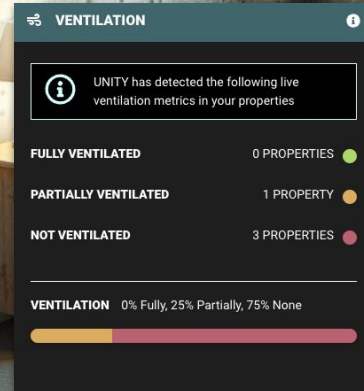 VENTILATION
UNITY has detected the following live
ventilation metrics in your properties
FULLY VENTILATED 0 PROPERTIES
PARTIALLY VENTILATED 1 PROPERTY
NOT VENTILATED 3 PROPERTIES
VENTILATION 0% Fully, 25% Partially, 75% None